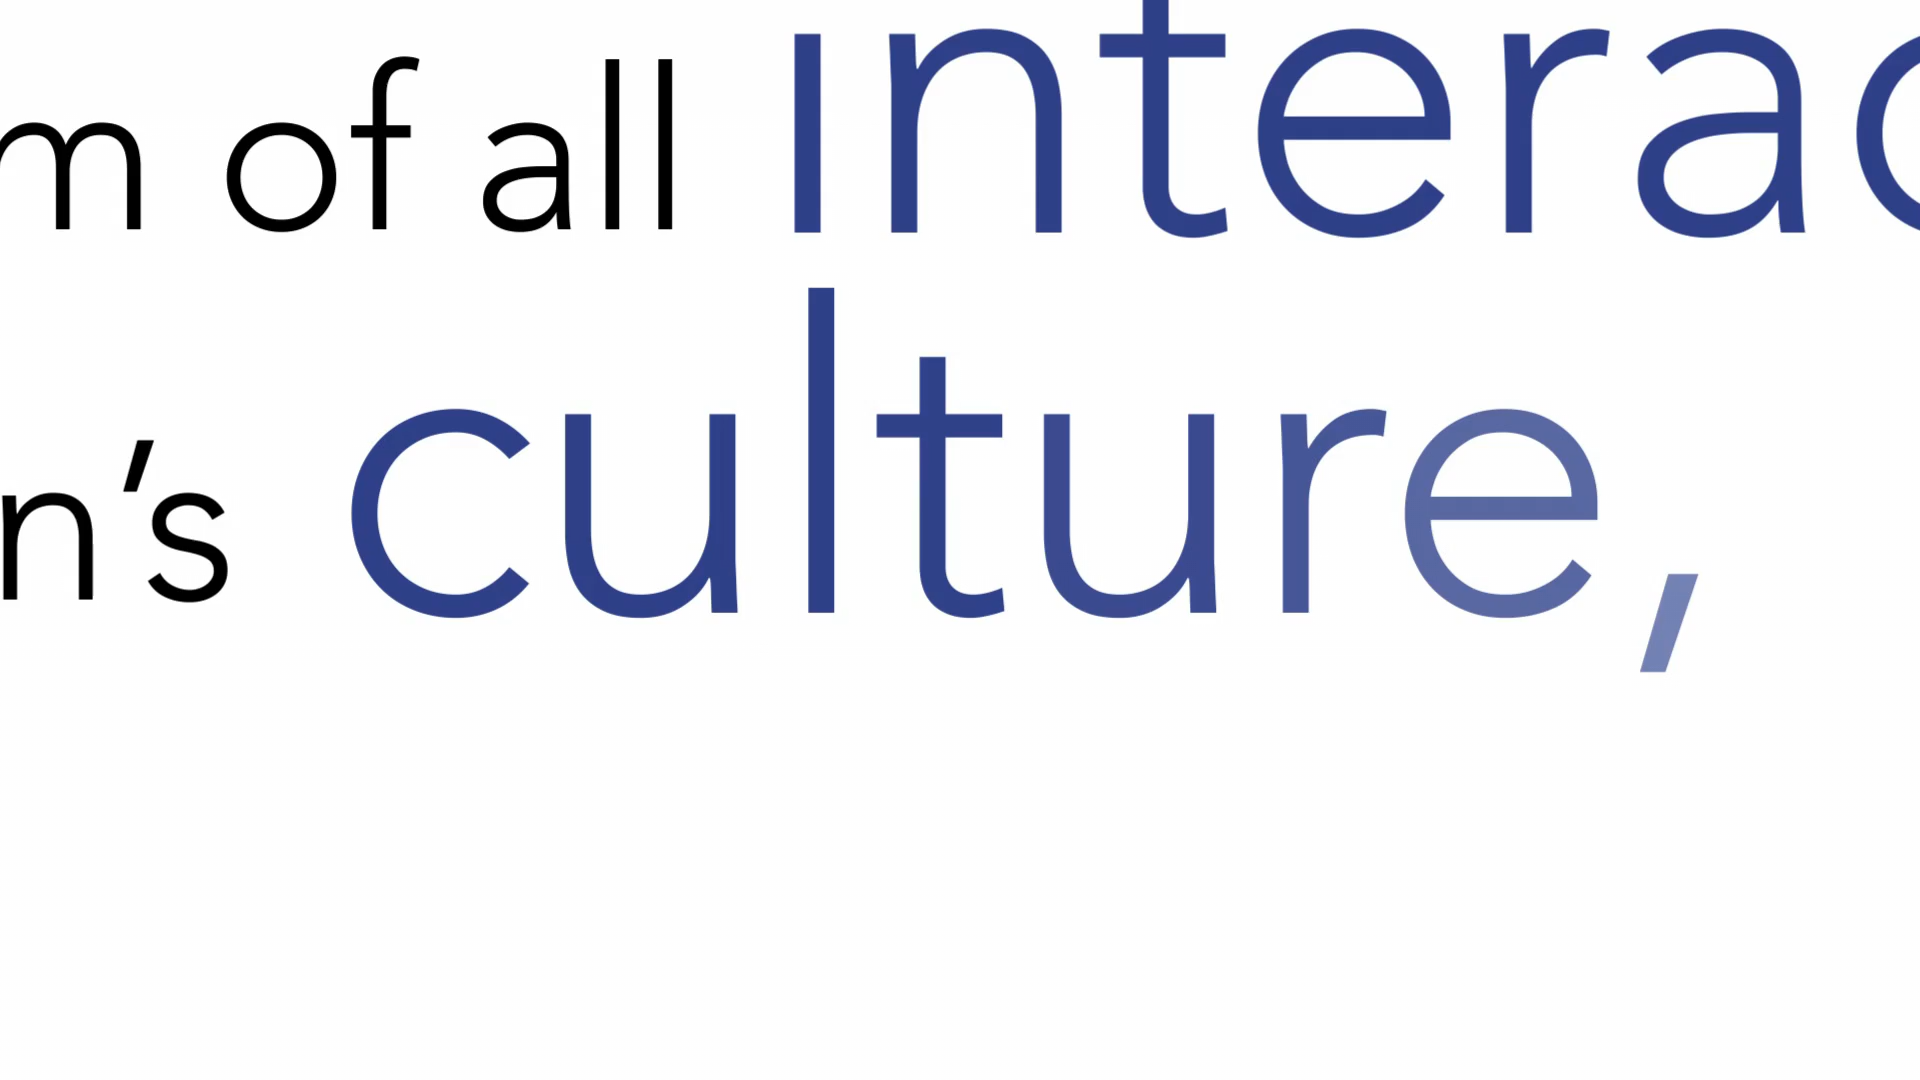 m of all interac
n’s culture,